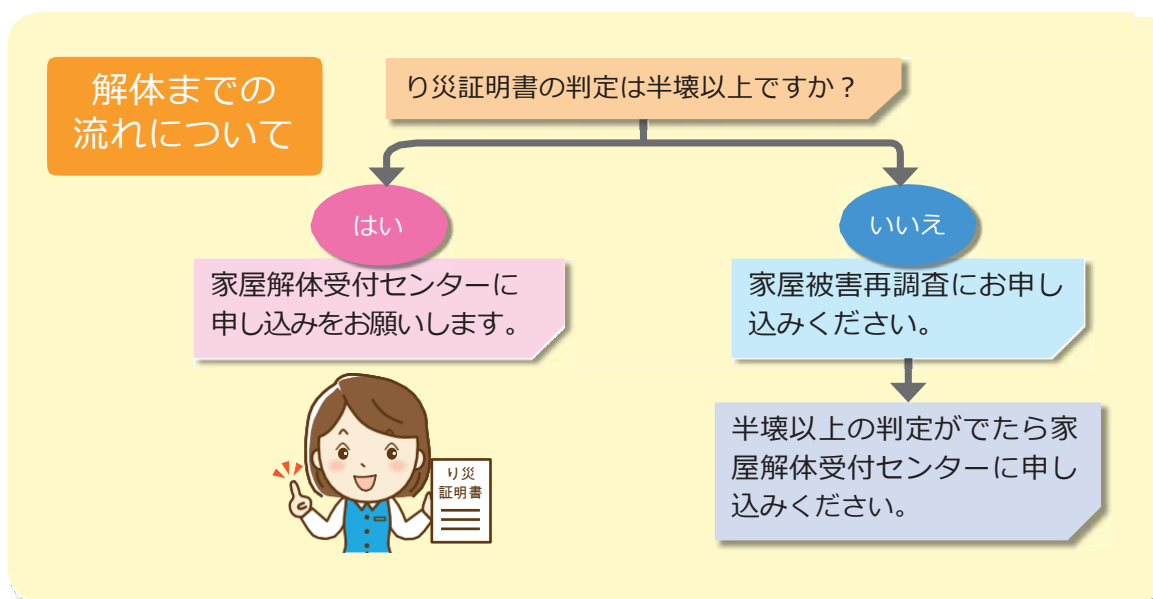 解体までの
流れについて
り災証明書の判定は半壊以上ですか?
はい
いいえ
家屋解体受付センターに
申し込みをお願いします。
家屋被害再調査にお申し
込みください。
半壊以上の判定がでたら家
屋解体受付センターに申し
込みください。
り災
証明書